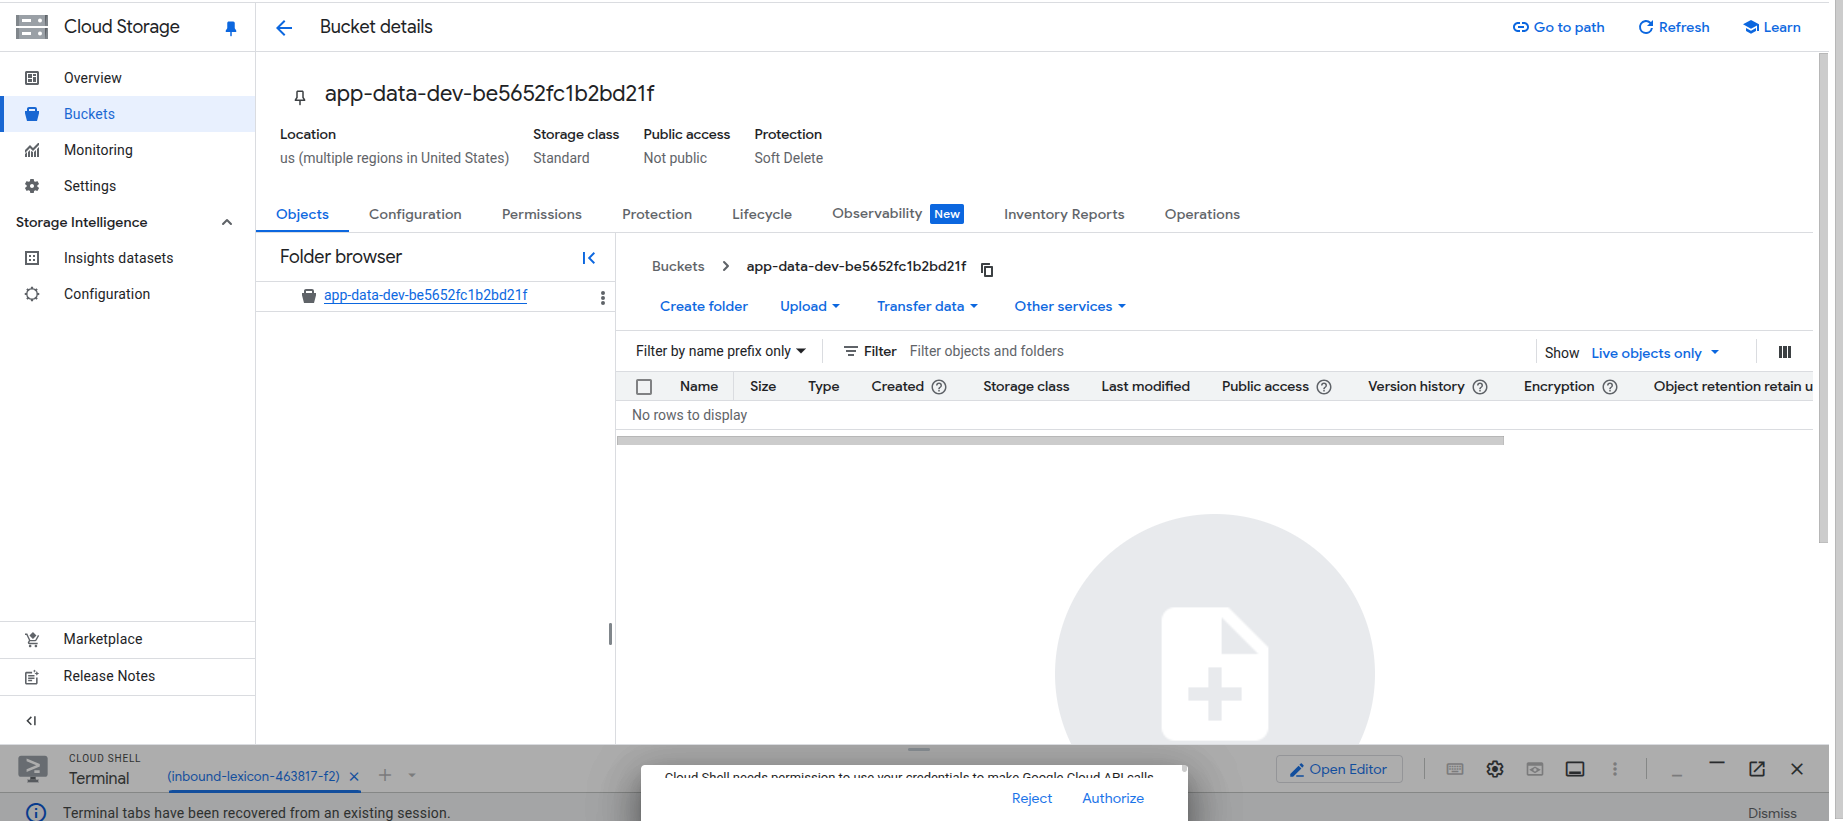 Cloud Storage
Bucket details
Go to path
Refresh
Learn
Overview
Buckets
Monitoring
Settings
Storage Intelligence
Insights datasets
Configuration
Marketplace
Release Notes
app-data-dev-be5652fc1b2bd21f
Location Storage class Public access Protection
us (multiple regions in United States) Standard Not public Soft Delete
Objects Configuration Permissions Protection Lifecycle Observability New Inventory Reports Operations
Folder browser
app-data-dev-be5652fc1b2bd21f
Buckets app-data-dev-be5652fc1b2bd21f
Create folder Upload Transfer data Other services
Filter by name prefix only Filter Filter objects and folders Show Live objects only
Name Size Type Created Storage class Last modified Public access Version history Encryption Object retention retain u
No rows to display
CLOUD SHELL
Terminal (inbound-lexicon-463817-f2)
Open Editor
Cloud Shell needs permission to use your credentials to make Google Cloud API calls
Reject Authorize
Terminal tabs have been recovered from an existing session.
Dismiss